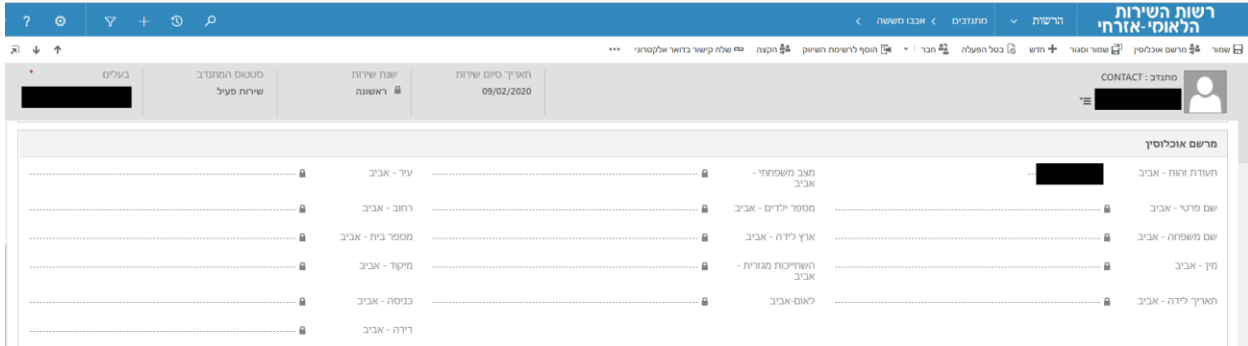 רשות השירות
הלאומי-אזרחי
הרשות
מתנדבים
אבבו מששה
?
שמור
מרשם אוכלוסין
שמור וסגור
+ חדש
בטל הפעלה
חבר
הוסף לרשימת השיווק
הקצה
שלח קישור בדואר אלקטרוני
•••
מתנדב : CONTACT
תאריך סיום שירות
09/02/2020
שנת שירות
ראשונה
סטטוס המתנדב
שירות פעיל
בעלים *
מרשם אוכלוסין
תעודת זהות - אביב
שם פרטי - אביב
שם משפחה - אביב
מין - אביב
תאריך לידה - אביב
מצב משפחתי -
אביב
מספר ילדים - אביב
ארץ לידה - אביב
השתייכות מגזרית -
אביב
לאום-אביב
עיר - אביב
רחוב - אביב
מספר בית - אביב
מיקוד - אביב
כניסה - אביב
דירה - אביב